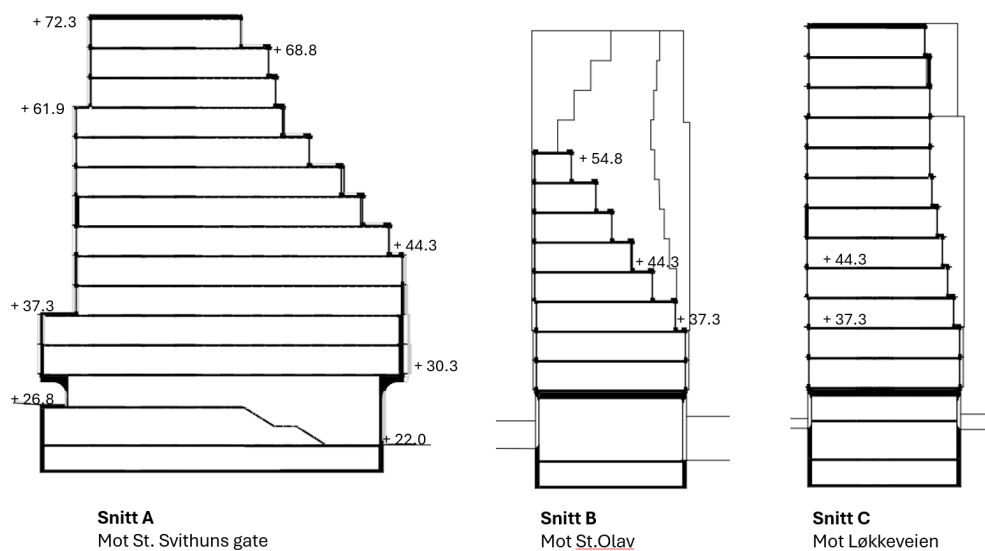 + 72.3
+ 68.8
+ 61.9
+ 44.3
+ 37.3
+ 30.3
+ 26.8
+ 22.0
Snitt A
Mot St. Svithuns gate
+ 54.8
+ 44.3
+ 37.3
Snitt B
Mot St.Olav
+ 44.3
+ 37.3
Snitt C
Mot Løkkeveien